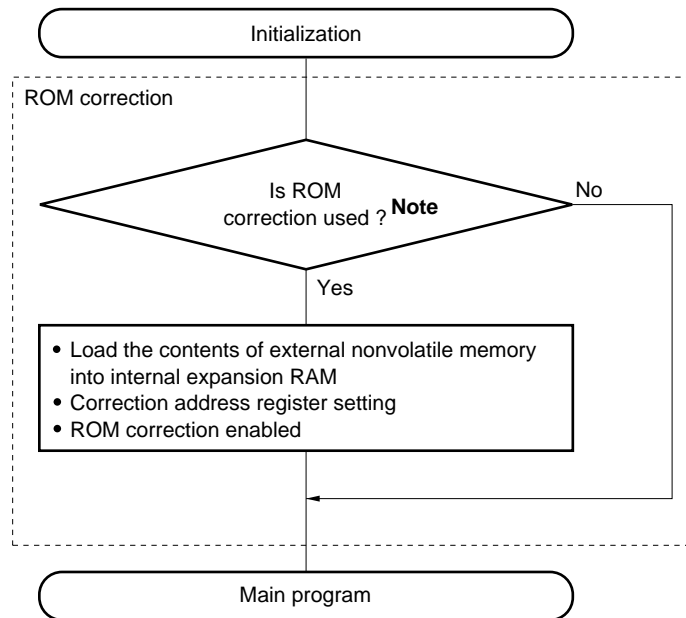 Initialization
ROM correction
Is ROM
correction used ? Note
No
Yes
• Load the contents of external nonvolatile memory
into internal expansion RAM
• Correction address register setting
• ROM correction enabled
Main program